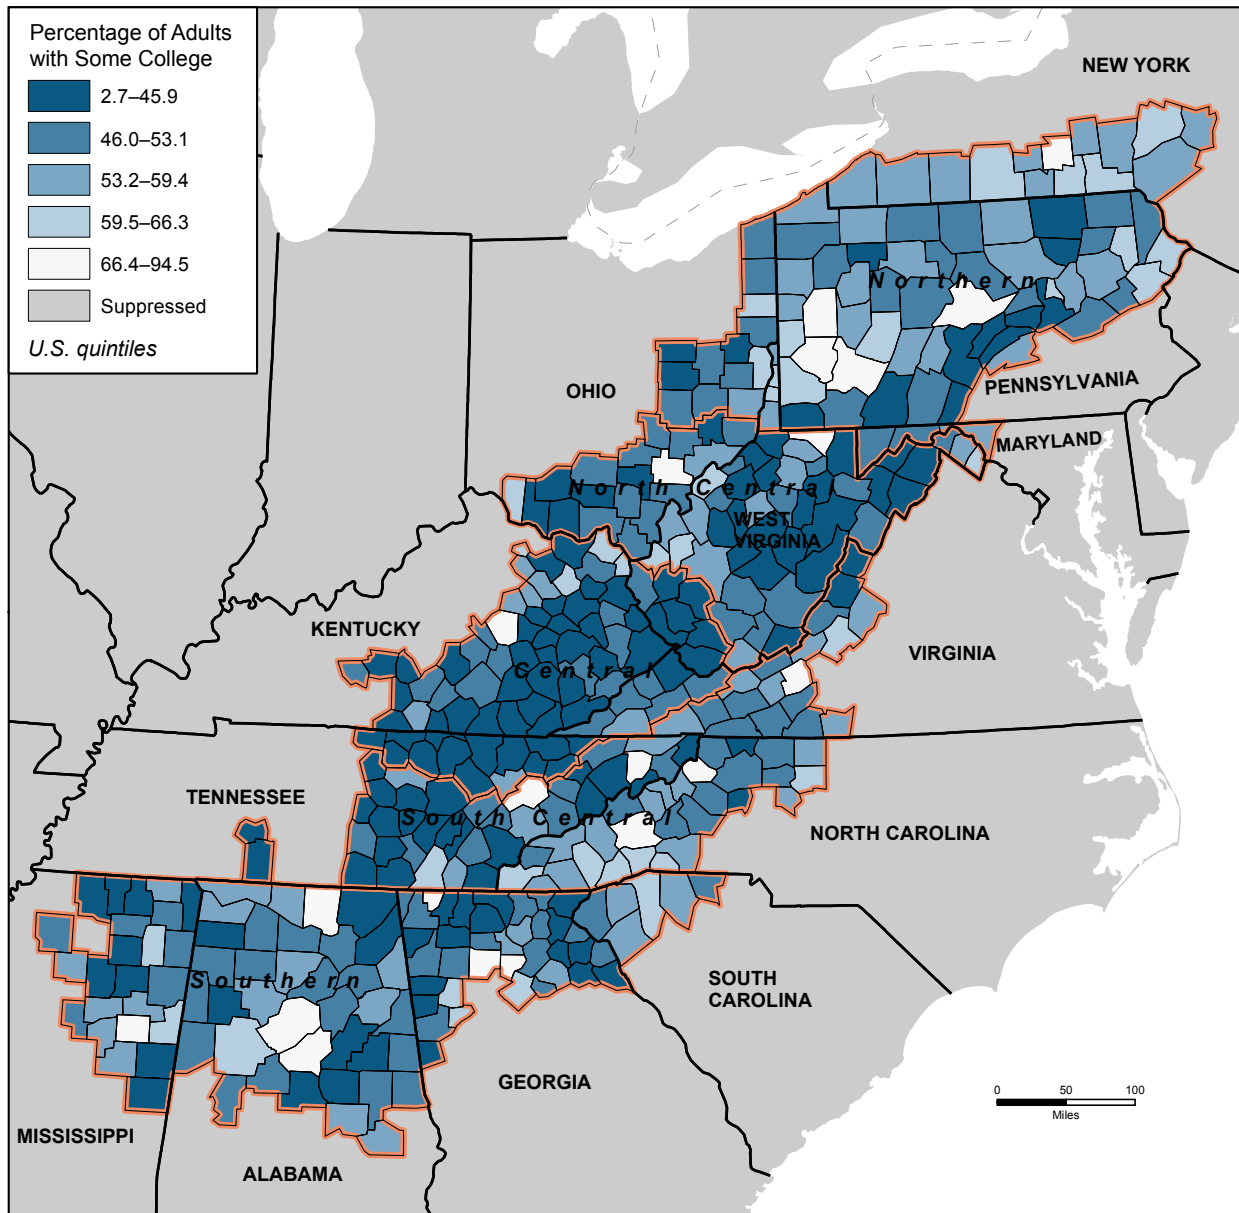 Percentage of Adults
with Some College
2.7–45.9
46.0–53.1
53.2–59.4
59.5–66.3
66.4–94.5
Suppressed
U.S. quintiles
NEW YORK
Northern
PENNSYLVANIA
OHIO
MARYLAND
North Central
WEST
VIRGINIA
KENTUCKY
VIRGINIA
Central
TENNESSEE
South Central
NORTH CAROLINA
Southern
SOUTH
CAROLINA
GEORGIA
0 50 100
Miles
MISSISSIPPI
ALABAMA